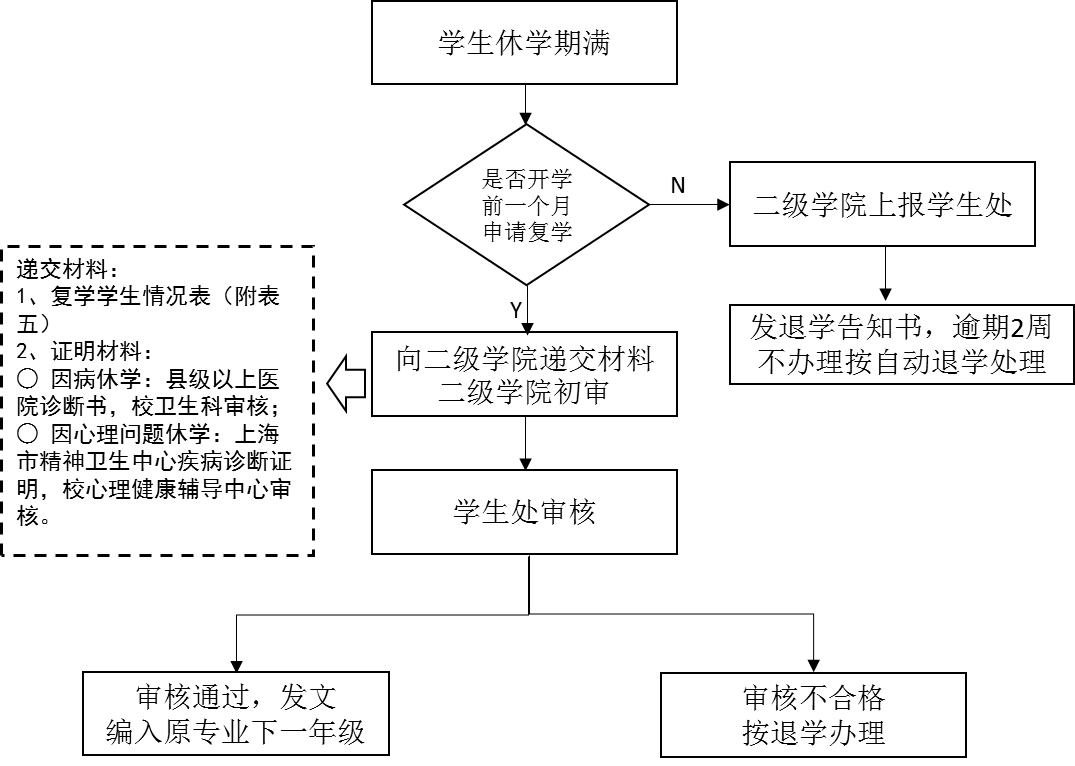 学生休学期满
是否开学
前一个月
申请复学
N
二级学院上报学生处
发退学告知书，逾期2周
不办理按自动退学处理
Y
向二级学院递交材料
二级学院初审
递交材料：
1、复学学生情况表（附表
五）
2、证明材料：
○ 因病休学：县级以上医
院诊断书，校卫生科审核；
○ 因心理问题休学：上海
市精神卫生中心疾病诊断证
明，校心理健康辅导中心审
核。
学生处审核
审核通过，发文
编入原专业下一年级
审核不合格
按退学办理